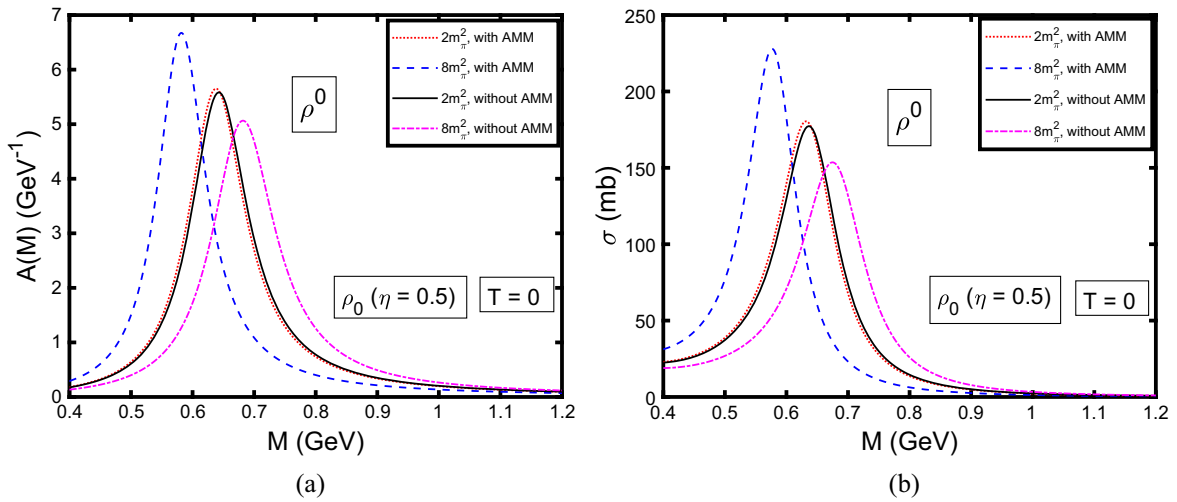 7
6
5
4
3
2
1
0
A(M) (GeV⁻¹)
2m²π, with AMM
8m²π, with AMM
2m²π, without AMM
8m²π, without AMM
ρ⁰
ρ₀ (η = 0.5)
T = 0
0.4 0.5 0.6 0.7 0.8 0.9 1 1.1 1.2
M (GeV)
(a)
250
200
150
100
50
0
σ (mb)
2m²π, with AMM
8m²π, with AMM
2m²π, without AMM
8m²π, without AMM
ρ⁰
ρ₀ (η = 0.5)
T = 0
0.4 0.5 0.6 0.7 0.8 0.9 1 1.1 1.2
M (GeV)
(b)